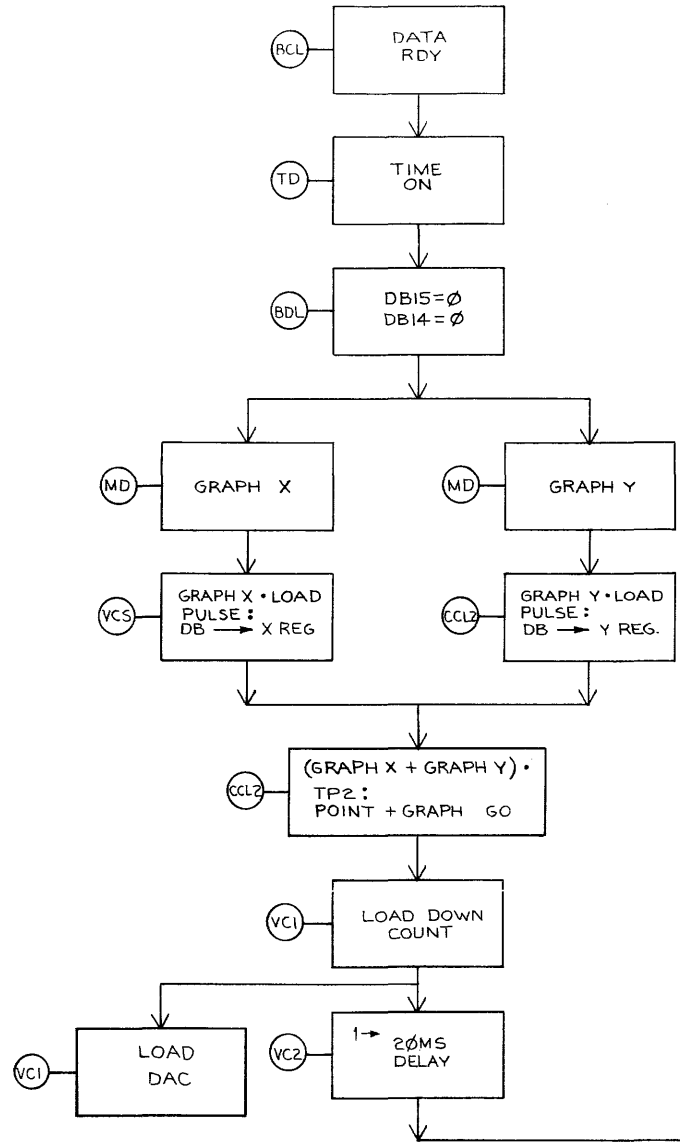 BCL
DATA
RDY
TD
TIME
ON
BDL
DB15=Ø
DB14=Ø
MD
GRAPH X
MD
GRAPH Y
VCS
GRAPH X • LOAD
PULSE:
DB → X REG
CCL2
GRAPH Y • LOAD
PULSE:
DB → Y REG.
CCL2
(GRAPH X + GRAPH Y) •
TP2:
POINT + GRAPH GO
VC1
LOAD DOWN
COUNT
VC1
LOAD
DAC
VC2
1→ 2ØMS
DELAY